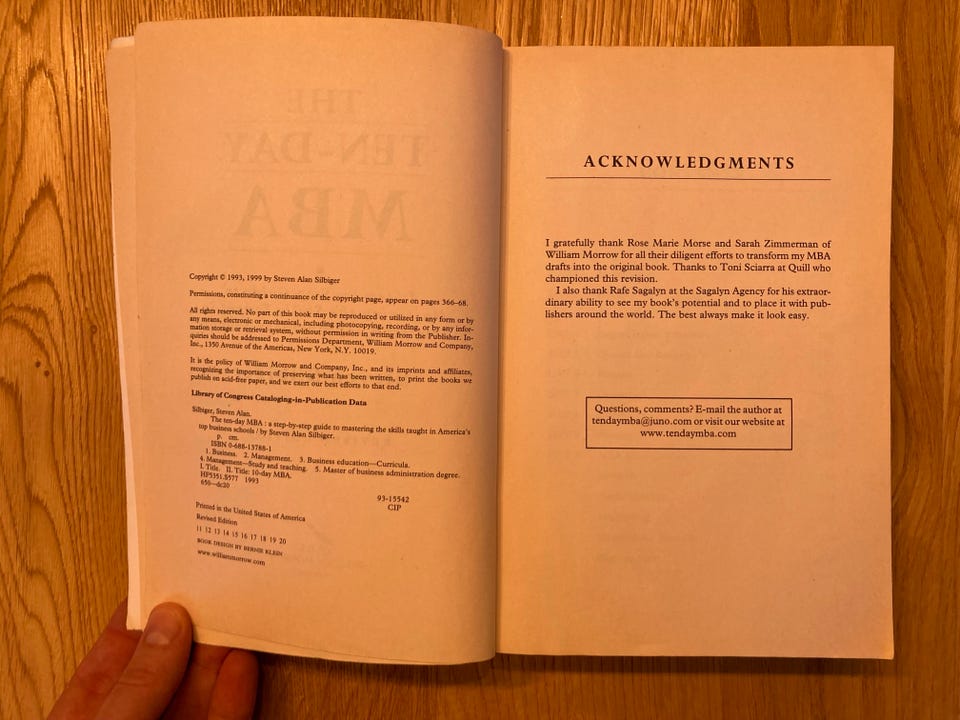 THE
TEN-DAY
MBA
Copyright © 1993, 1999 by Steven Alan Silbiger
Permissions, constituting a continuance of the copyright page, appear on pages 366–68.
All rights reserved. No part of this book may be reproduced or utilized in any form or by
any means, electronic or mechanical, including photocopying, recording, or by any infor-
mation storage or retrieval system, without permission in writing from the Publisher. In-
quiries should be addressed to Permissions Department, William Morrow and Company,
Inc., 1350 Avenue of the Americas, New York, N.Y. 10019.
It is the policy of William Morrow and Company, Inc., and its imprints and affiliates,
recognizing the importance of preserving what has been written, to print the books we
publish on acid-free paper, and we exert our best efforts to that end.
Library of Congress Cataloging-in-Publication Data
Silbiger, Steven Alan.
The ten-day MBA : a step-by-step guide to mastering the skills taught in America's
top business schools / by Steven Alan Silbiger.
p. cm.
ISBN 0-688-13788-1
1. Business. 2. Management. 3. Business education—Curricula.
4. Management—Study and teaching. 5. Master of business administration degree.
I. Title. II. Title: 10-day MBA.
HF5351.S577 1993
650—dc20
93-15542
CIP
Printed in the United States of America
Revised Edition
11 12 13 14 15 16 17 18 19 20
BOOK DESIGN BY BERNIE KLEIN
www.williammorrow.com
ACKNOWLEDGMENTS
I gratefully thank Rose Marie Morse and Sarah Zimmerman of
William Morrow for all their diligent efforts to transform my MBA
drafts into the original book. Thanks to Toni Sciarra at Quill who
championed this revision.
I also thank Rafe Sagalyn at the Sagalyn Agency for his extraor-
dinary ability to see my book's potential and to place it with pub-
lishers around the world. The best always make it look easy.
Questions, comments? E-mail the author at
tendaymba@juno.com or visit our website at
www.tendaymba.com